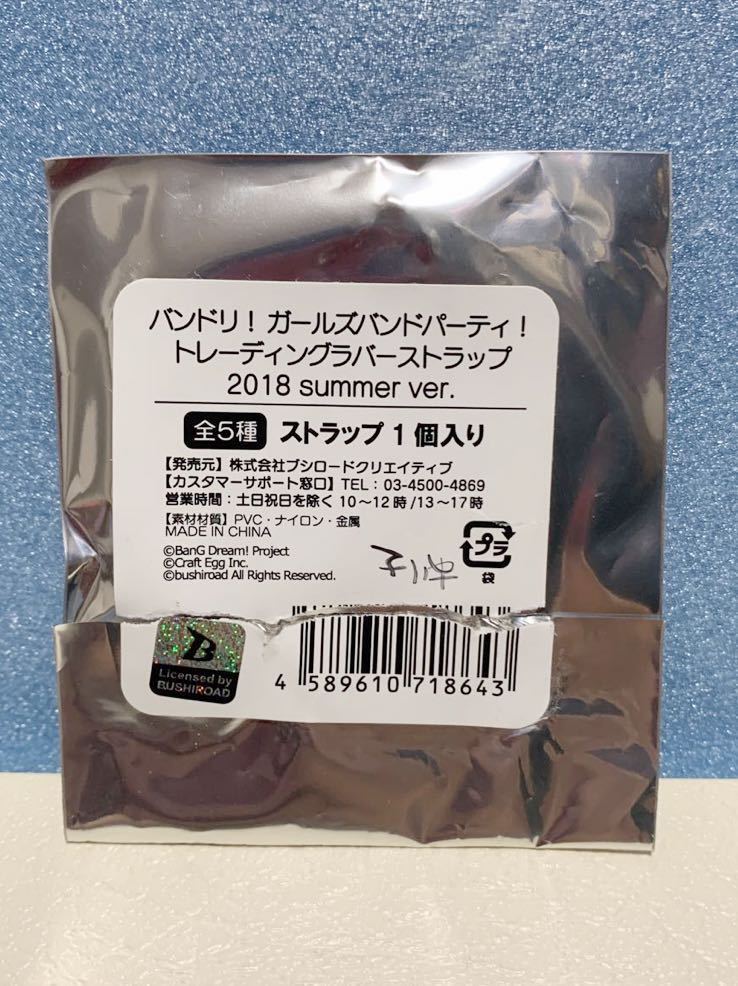 バンドリ！ ガールズバンドパーティ！
トレーディングラバーストラップ
2018 summer ver.
全5種 ストラップ 1 個入り
【発売元】株式会社ブシロードクリエイティブ
【カスタマーサポート窓口】TEL：03-4500-4869
営業時間：土日祝日を除く 10～12時/13～17時
【素材材質】PVC・ナイロン・金属
MADE IN CHINA
©BanG Dream! Project
©Craft Egg Inc.
©bushiroad All Rights Reserved.
プラ
袋
B
Licensed by
BUSHIROAD
4 589610 718643